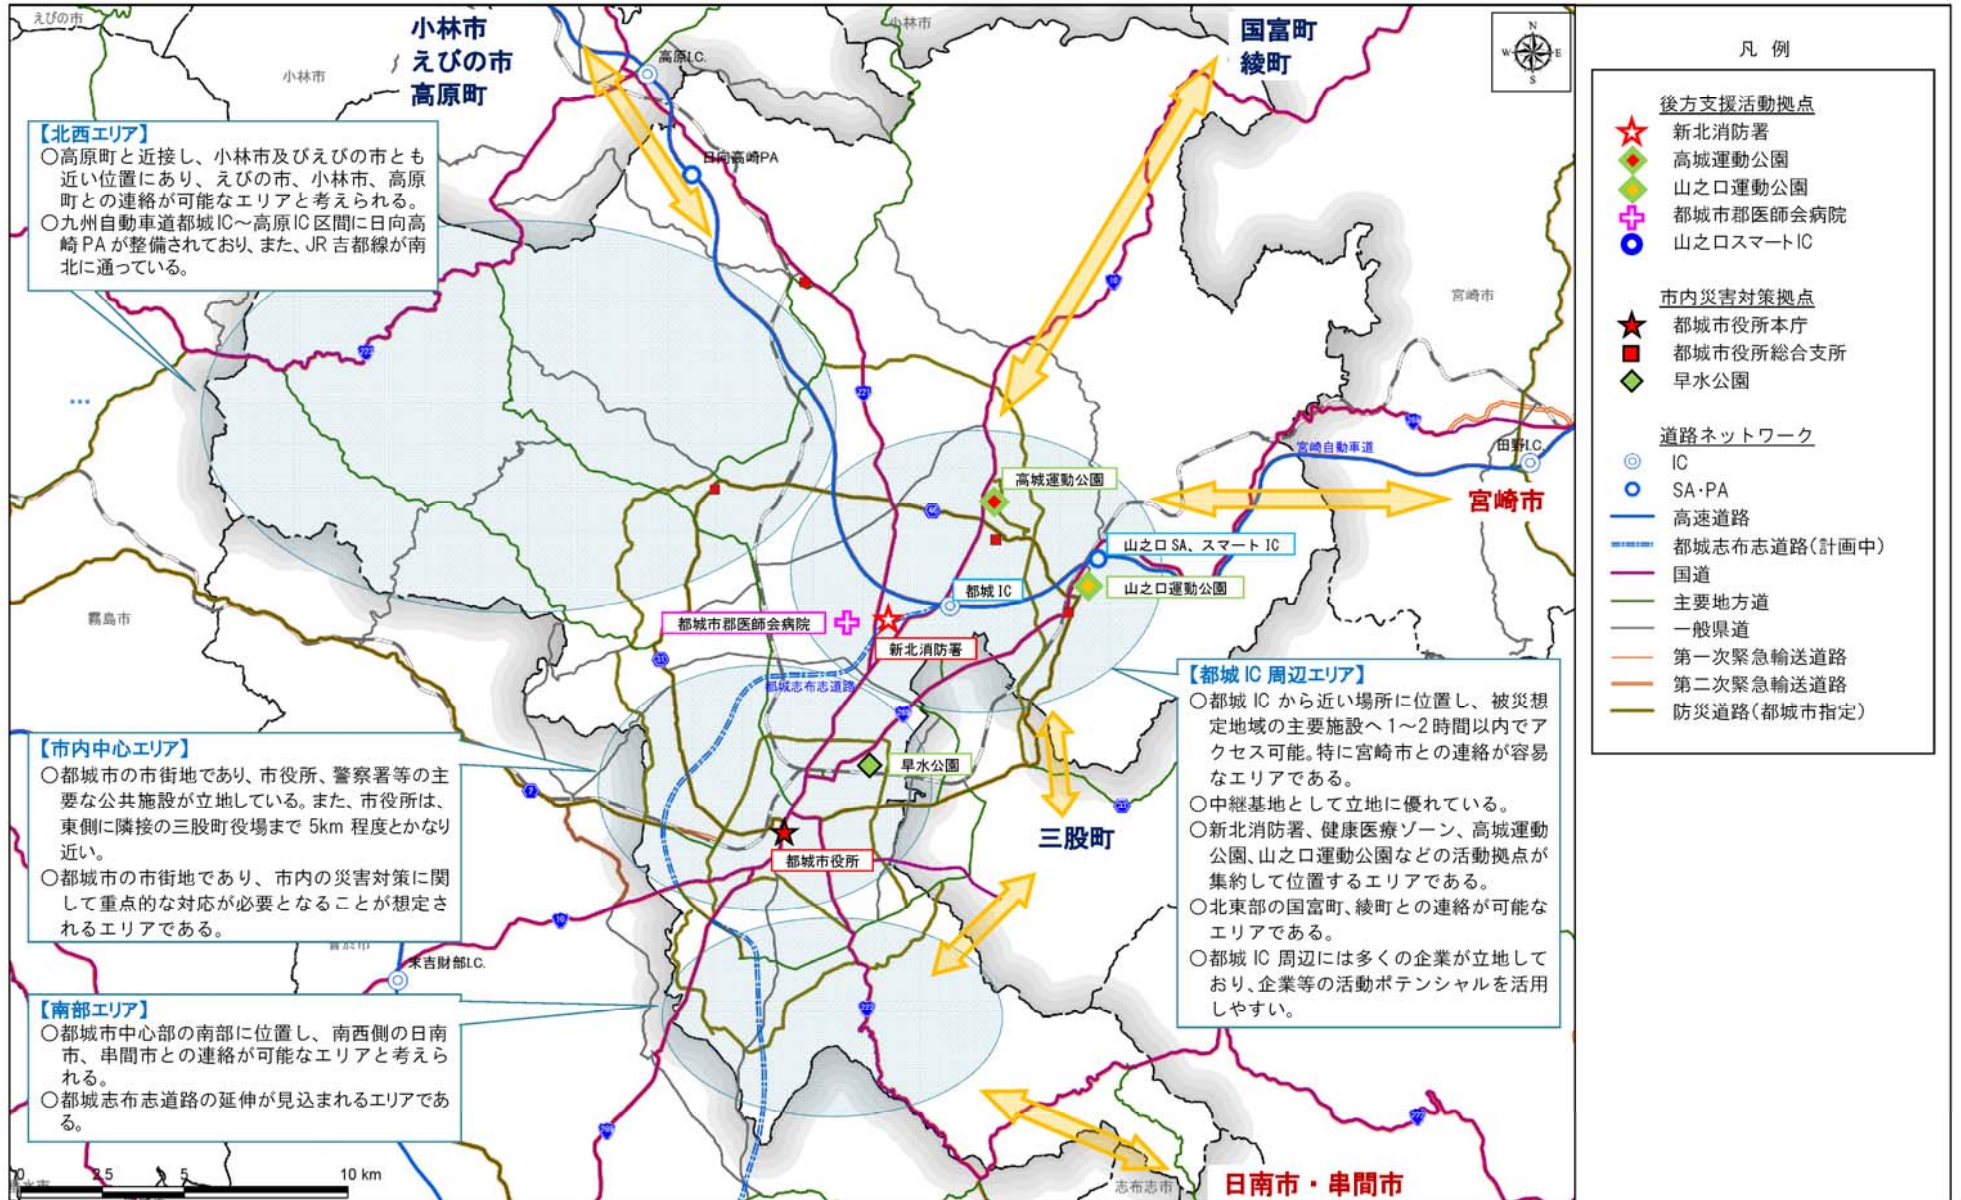 えびの市
小林市
えびの市
高原町
小林市
国富町
綾町
N
W
E
S
小林市
高原I.C.
日向高崎PA
【北西エリア】
○高原町と近接し、小林市及びえびの市とも
近い位置にあり、えびの市、小林市、高原
町との連絡が可能なエリアと考えられる。
○九州自動車道都城IC～高原IC区間に日向高
崎PAが整備されており、また、JR吉都線が南
北に通っている。
10
宮崎市
223
221
…
宮崎自動車道
269
田野I.C.
高城運動公園
宮崎市
46
山之口SA、スマートIC
都城IC
山之口運動公園
霧島市
都城市郡医師会病院
新北消防署
31
都城志布志道路
269
【都城IC周辺エリア】
○都城ICから近い場所に位置し、被災想
定地域の主要施設へ1～2時間以内でア
クセス可能。特に宮崎市との連絡が容易
なエリアである。
○中継基地として立地に優れている。
○新北消防署、健康医療ゾーン、高城運動
公園、山之口運動公園などの活動拠点が
集約して位置するエリアである。
○北東部の国富町、綾町との連絡が可能な
エリアである。
○都城IC周辺には多くの企業が立地して
おり、企業等の活動ポテンシャルを活用
しやすい。
【市内中心エリア】
○都城市の市街地であり、市役所、警察署等の主
要な公共施設が立地している。また、市役所は、
東側に隣接の三股町役場まで5km程度とかなり
近い。
○都城市の市街地であり、市内の災害対策に関
して重点的な対応が必要となることが想定さ
れるエリアである。
2
早水公園
33
三股町
都城市役所
10
末吉財部I.C.
【南部エリア】
○都城市中心部の南部に位置し、南西側の日南
市、串間市との連絡が可能なエリアと考えら
れる。
○都城志布志道路の延伸が見込まれるエリアであ
る。
222
222
0 2.5 5 10 km
志布志市
日南市・串間市
凡 例
後方支援活動拠点
新北消防署
高城運動公園
山之口運動公園
都城市郡医師会病院
山之口スマートIC
市内災害対策拠点
都城市役所本庁
都城市役所総合支所
早水公園
道路ネットワーク
IC
SA・PA
高速道路
都城志布志道路(計画中)
国道
主要地方道
一般県道
第一次緊急輸送道路
第二次緊急輸送道路
防災道路(都城市指定)